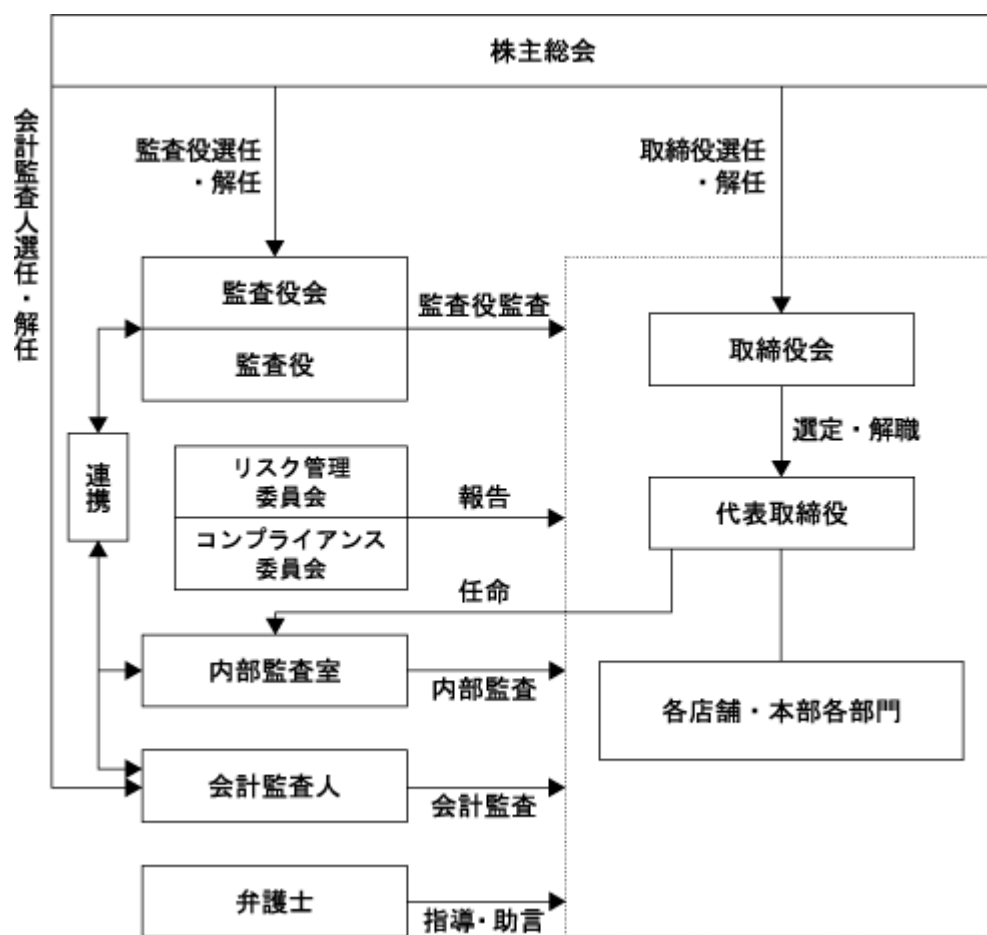 株主総会
会計監査人選任・解任
監査役選任
・解任
取締役選任
・解任
監査役会
監査役
監査役監査
取締役会
選定・解職
連携
リスク管理
委員会
コンプライアンス
委員会
報告
代表取締役
任命
内部監査室
内部監査
各店舗・本部各部門
会計監査人
会計監査
弁護士
指導・助言